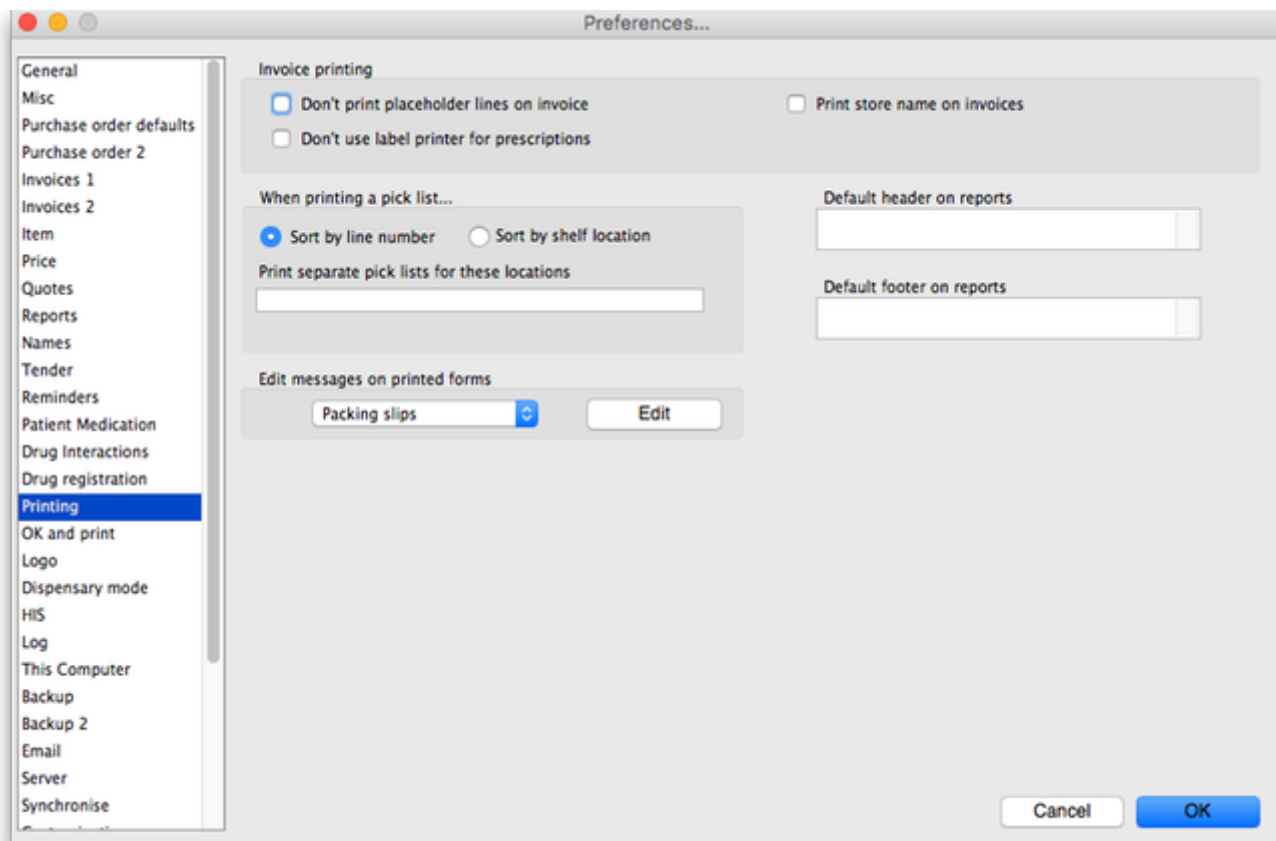 Preferences...
General
Misc
Purchase order defaults
Purchase order 2
Invoices 1
Invoices 2
Item
Price
Quotes
Reports
Names
Tender
Reminders
Patient Medication
Drug Interactions
Drug registration
Printing
OK and print
Logo
Dispensary mode
HIS
Log
This Computer
Backup
Backup 2
Email
Server
Synchronise
Invoice printing
Don't print placeholder lines on invoice
Print store name on invoices
Don't use label printer for prescriptions
When printing a pick list...
Sort by line number
Sort by shelf location
Print separate pick lists for these locations
Default header on reports
Default footer on reports
Edit messages on printed forms
Packing slips
Edit
Cancel
OK